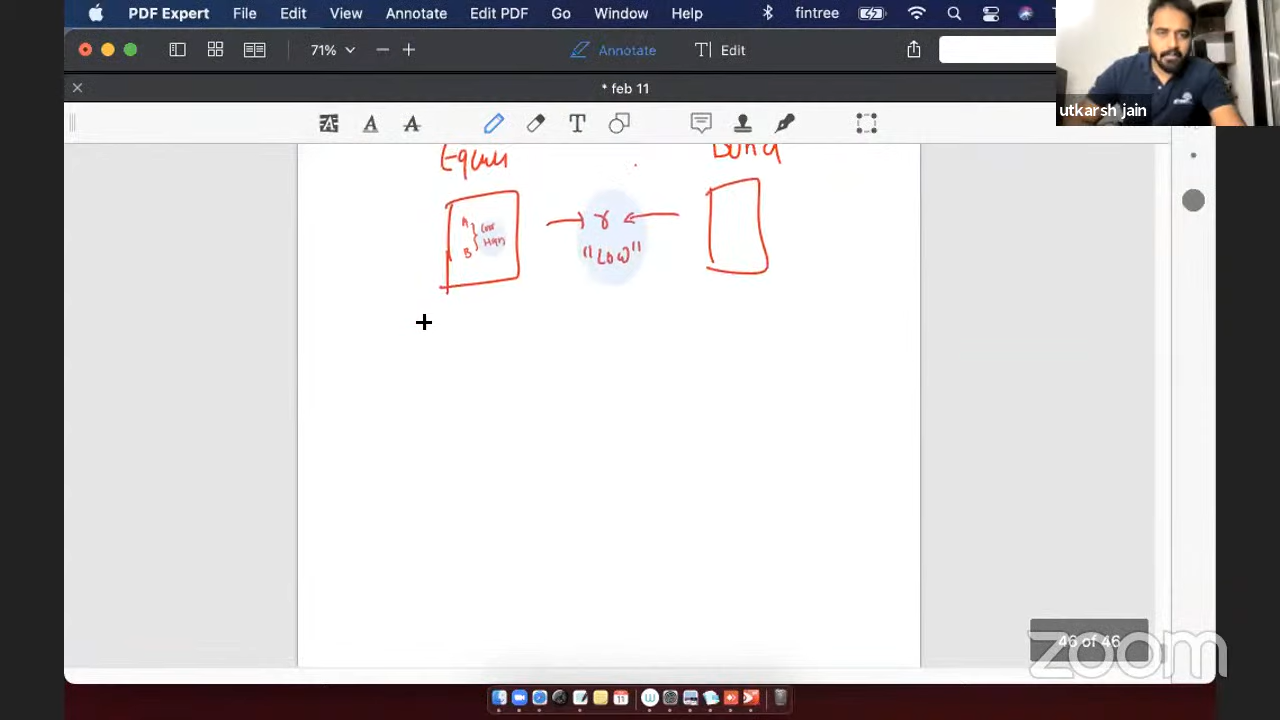 PDF Expert File Edit View Annotate Edit PDF Go Window Help fintree
utkarsh jain
71% Annotate T| Edit
* feb 11
Equity Bond
A
B
r
"Low"
46 of 46
zoom
11